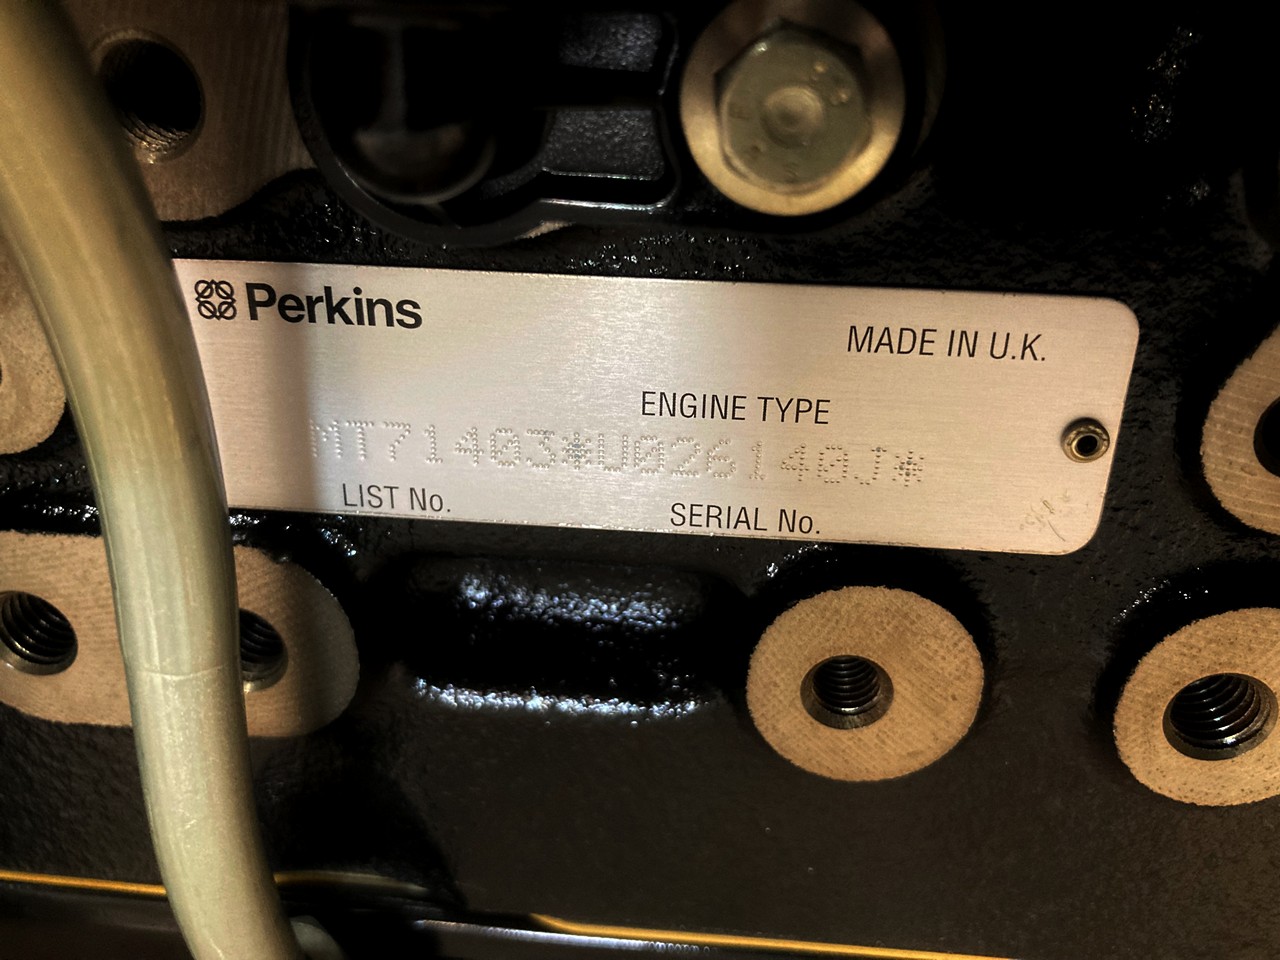 Perkins
MADE IN U.K.
ENGINE TYPE
MT71403*U026140J*
LIST No.
SERIAL No.